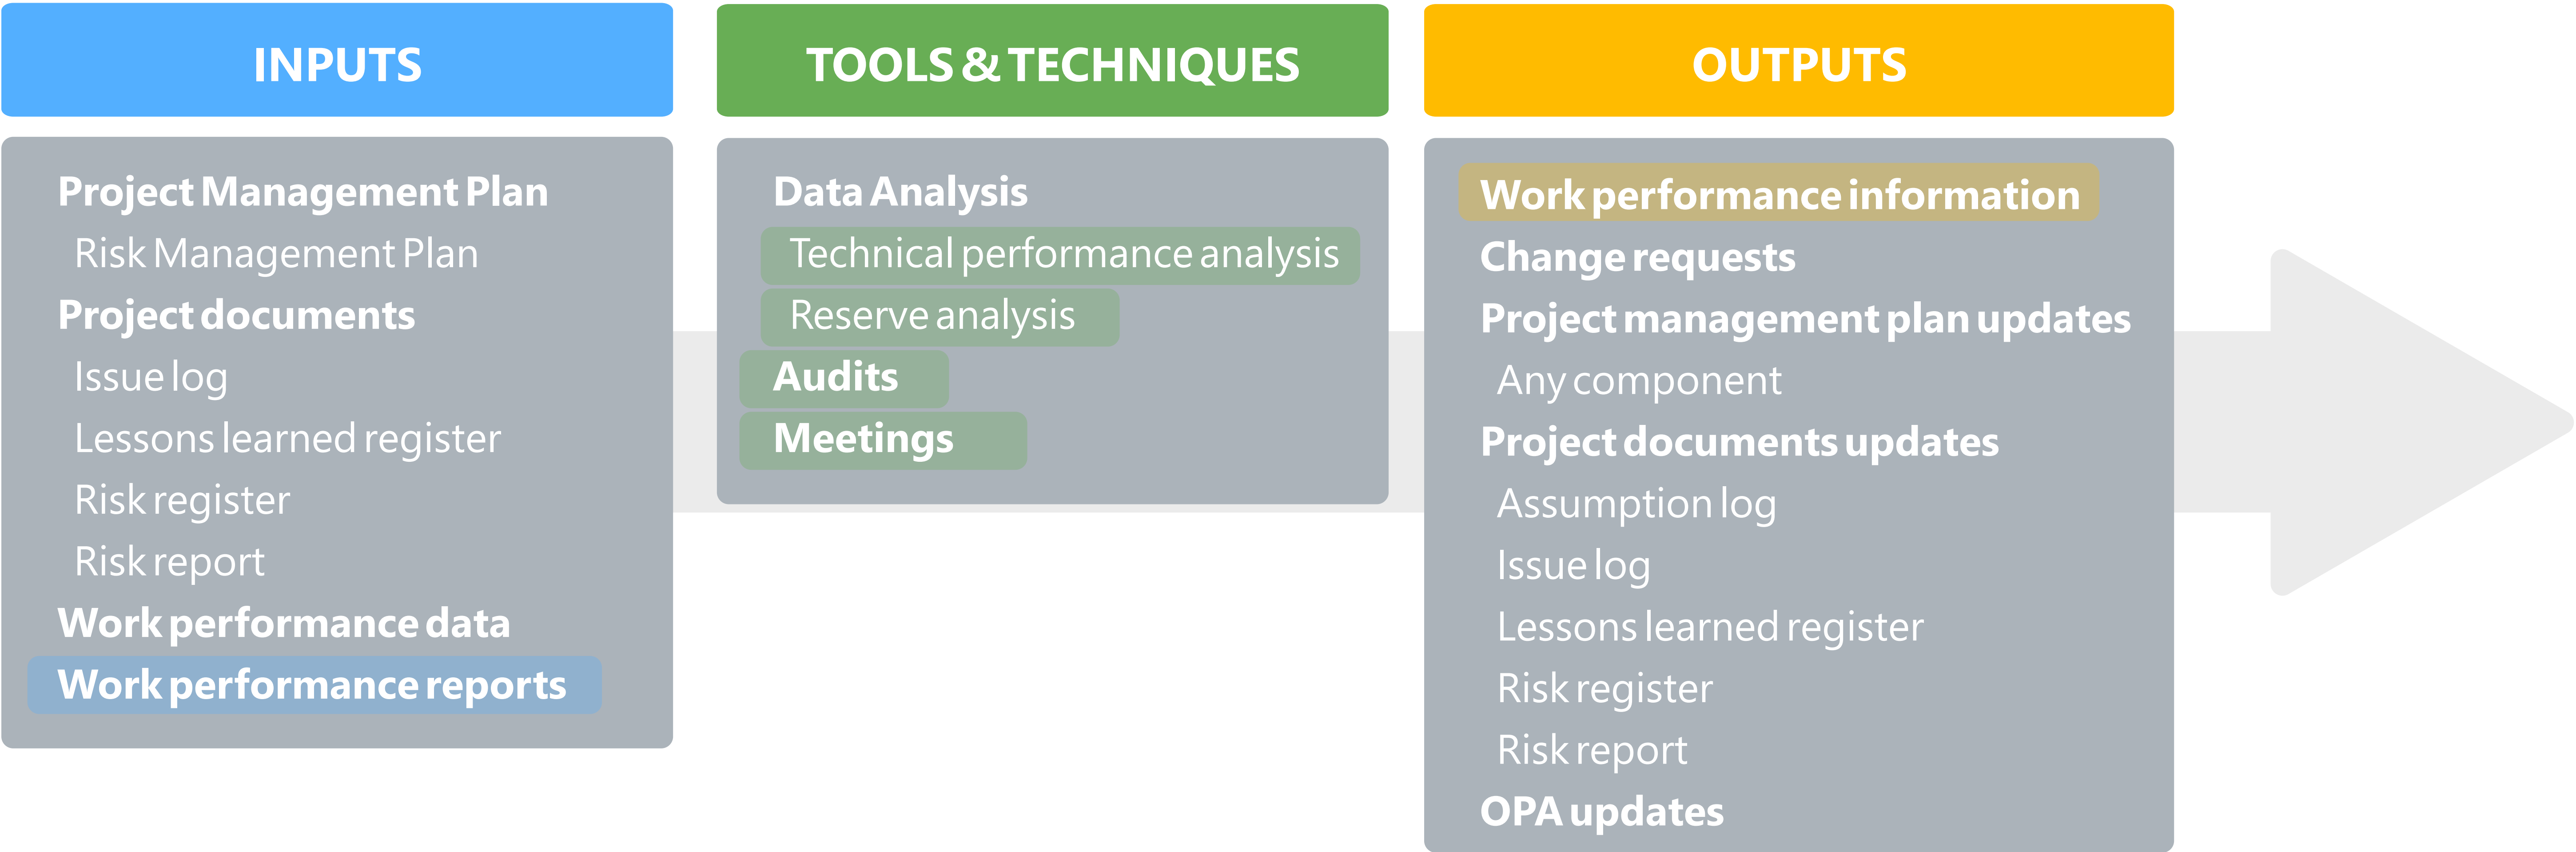 INPUTS
Project Management Plan
Risk Management Plan
Project documents
Issue log
Lessons learned register
Risk register
Risk report
Work performance data
Work performance reports
TOOLS & TECHNIQUES
Data Analysis
Technical performance analysis
Reserve analysis
Audits
Meetings
OUTPUTS
Work performance information
Change requests
Project management plan updates
Any component
Project documents updates
Assumption log
Issue log
Lessons learned register
Risk register
Risk report
OPA updates